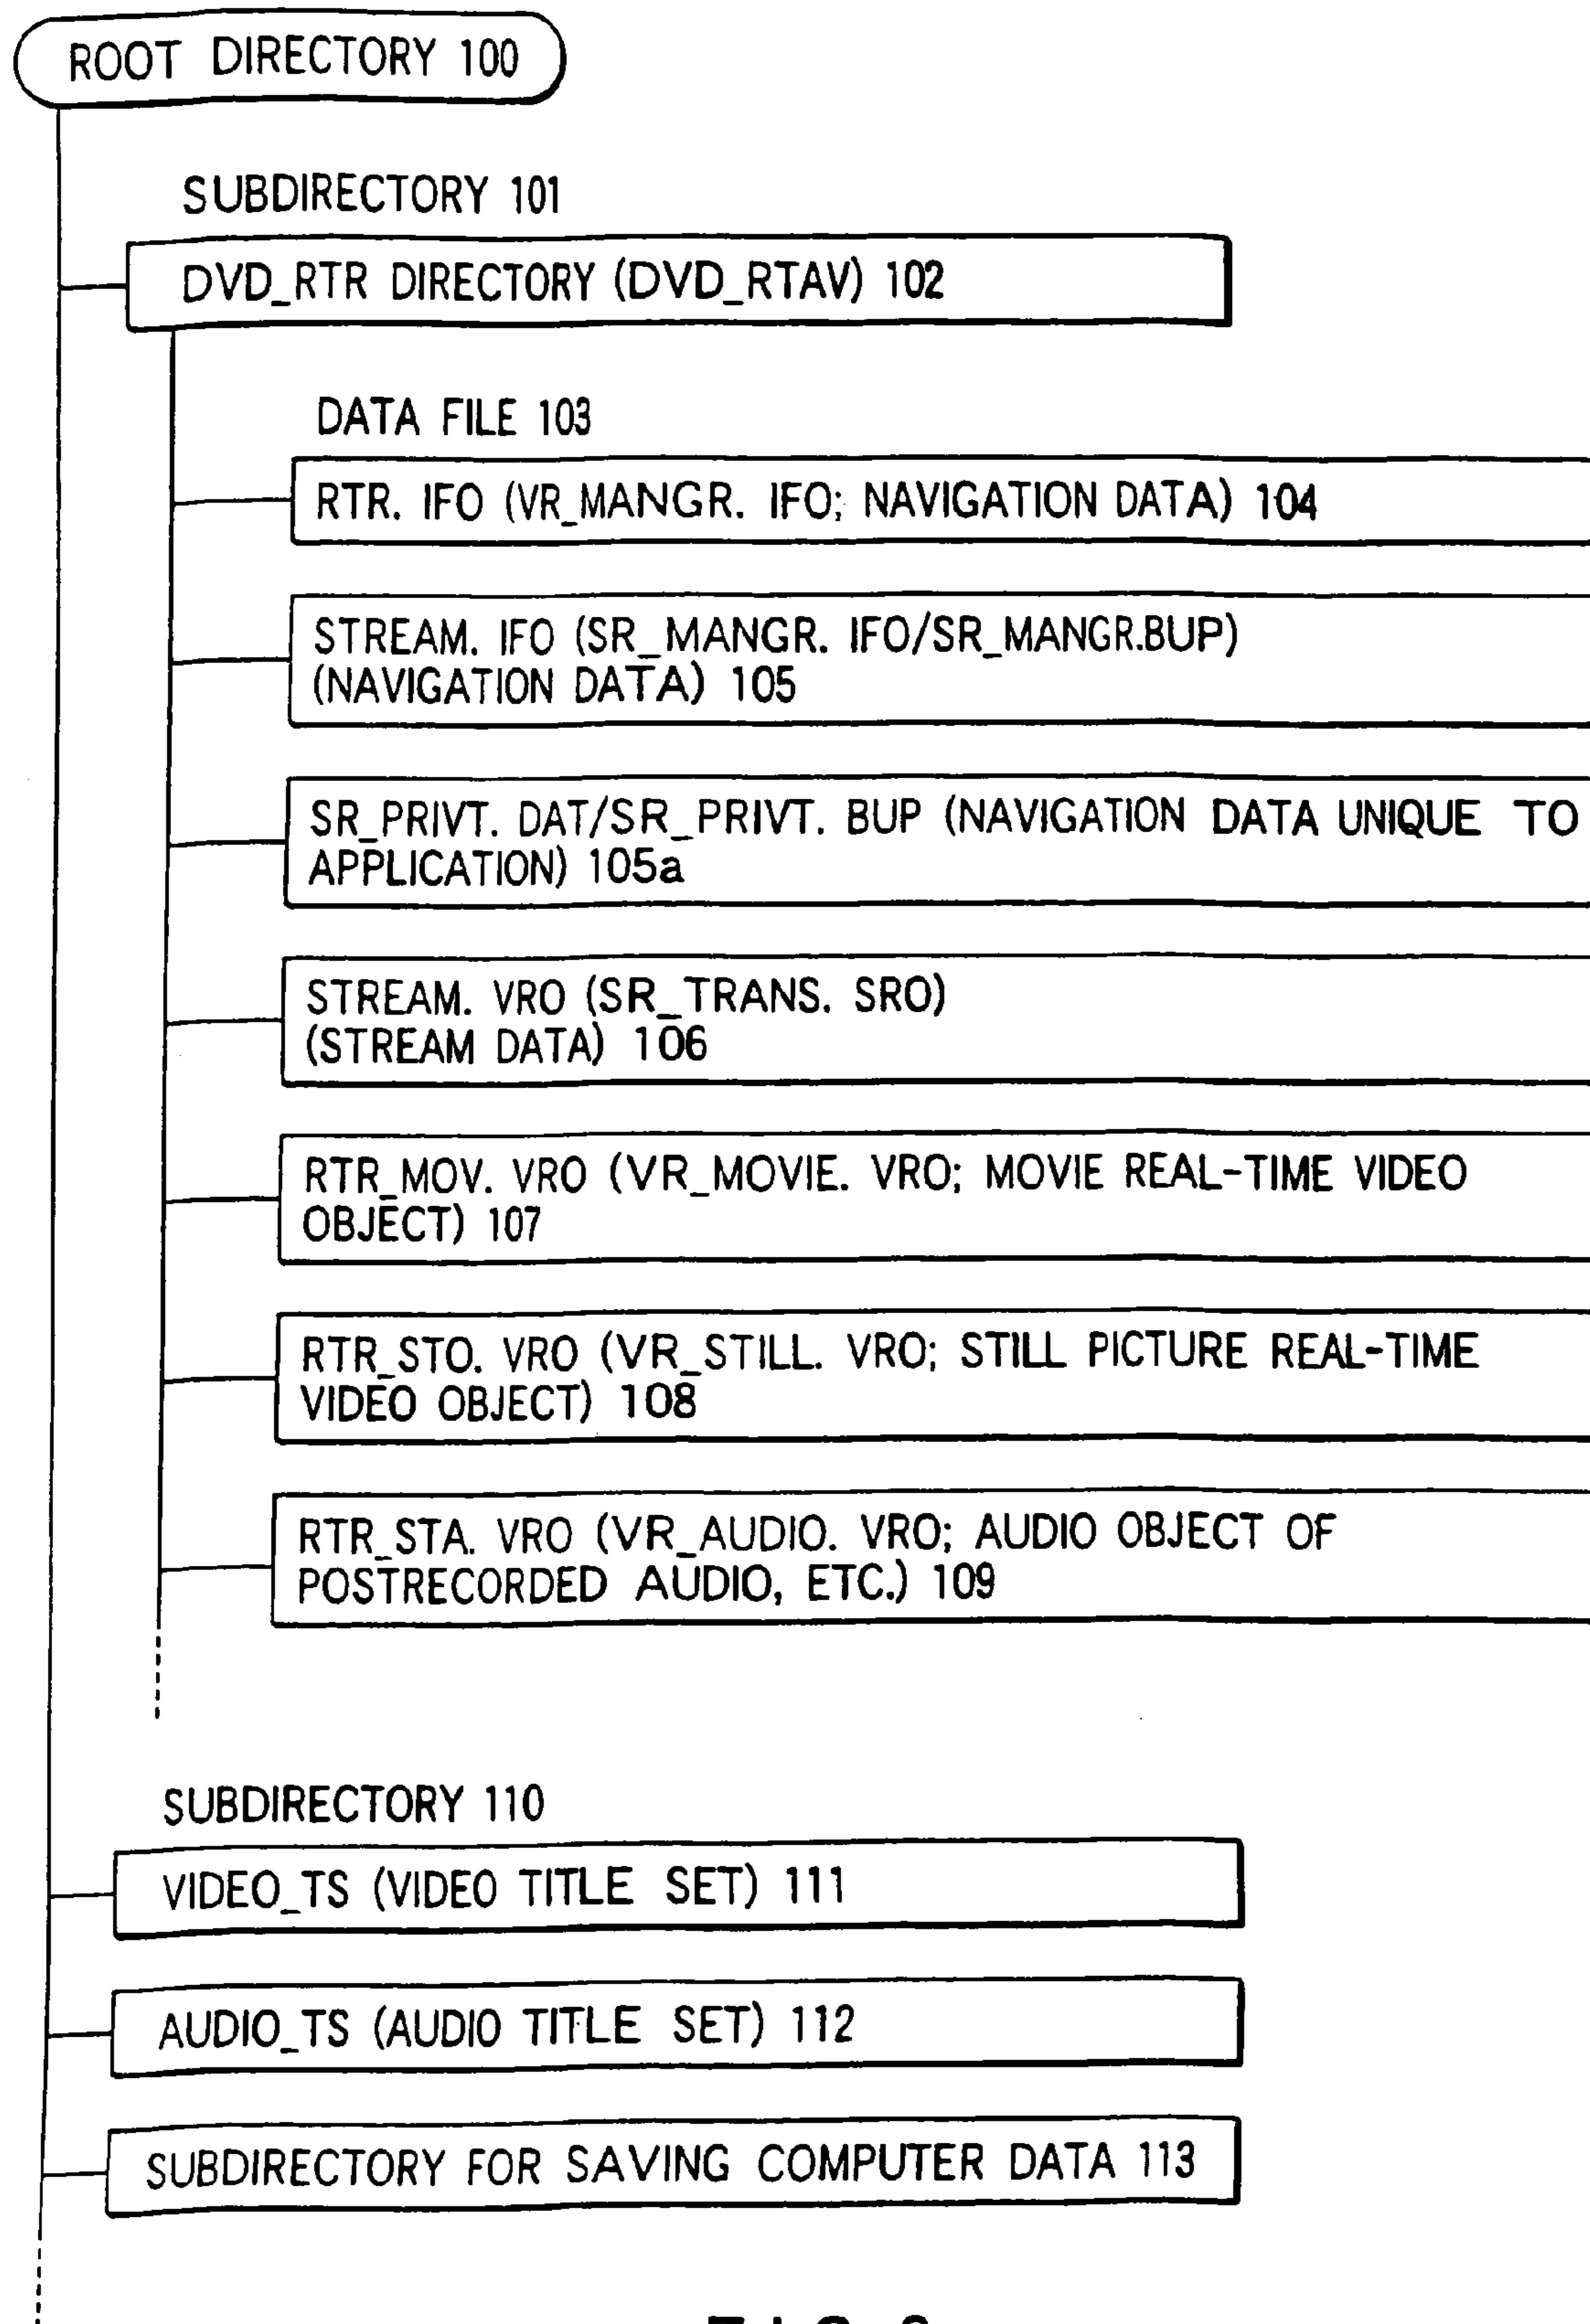 ROOT DIRECTORY 100
SUBDIRECTORY 101
DVD_RTR DIRECTORY (DVD_RTAV) 102
DATA FILE 103
RTR. IFO (VR_MANGR. IFO; NAVIGATION DATA) 104
STREAM. IFO (SR_MANGR. IFO/SR_MANGR.BUP)
(NAVIGATION DATA) 105
SR_PRIVT. DAT/SR_PRIVT. BUP (NAVIGATION DATA UNIQUE TO
APPLICATION) 105a
STREAM. VRO (SR_TRANS. SRO)
(STREAM DATA) 106
RTR_MOV. VRO (VR_MOVIE. VRO; MOVIE REAL-TIME VIDEO
OBJECT) 107
RTR_STO. VRO (VR_STILL. VRO; STILL PICTURE REAL-TIME
VIDEO OBJECT) 108
RTR_STA. VRO (VR_AUDIO. VRO; AUDIO OBJECT OF
POSTRECORDED AUDIO, ETC.) 109
SUBDIRECTORY 110
VIDEO_TS (VIDEO TITLE SET) 111
AUDIO_TS (AUDIO TITLE SET) 112
SUBDIRECTORY FOR SAVING COMPUTER DATA 113